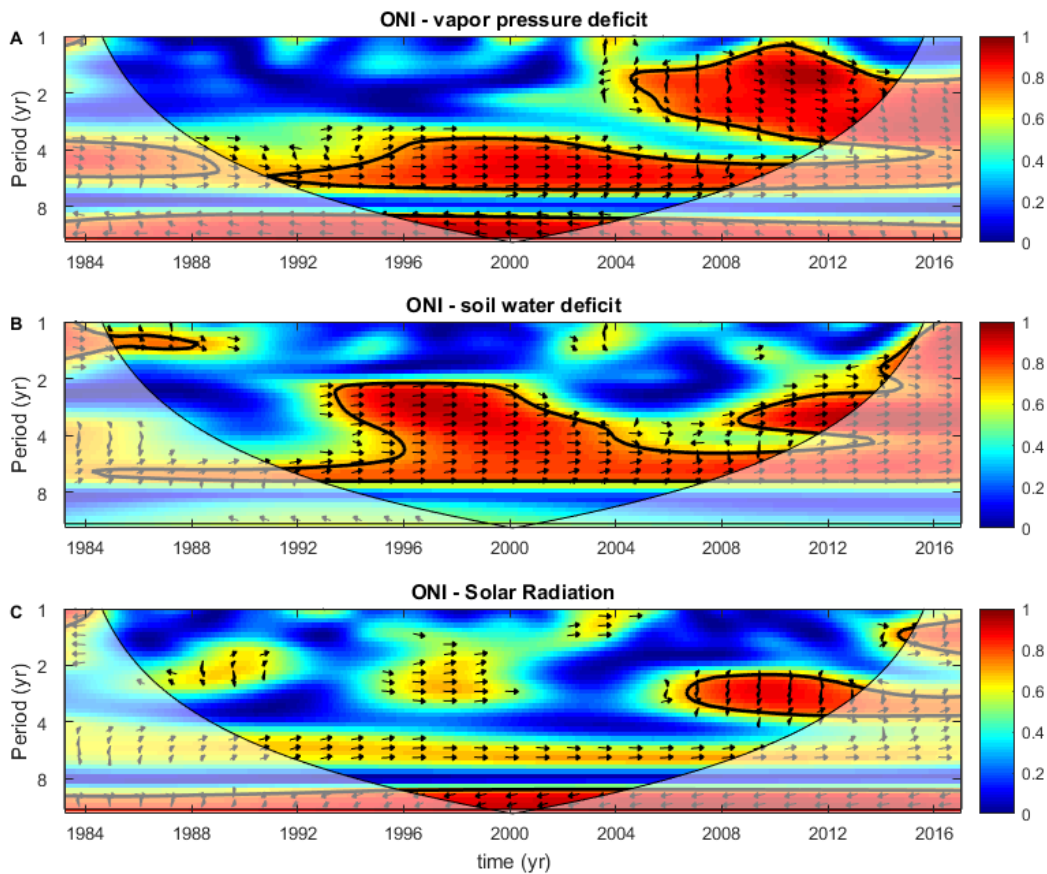 ONI - vapor pressure deficit
A
Period (yr)
1
2
4
8
1984 1988 1992 1996 2000 2004 2008 2012 2016
1
0.8
0.6
0.4
0.2
0
ONI - soil water deficit
B
Period (yr)
1
2
4
8
1984 1988 1992 1996 2000 2004 2008 2012 2016
1
0.8
0.6
0.4
0.2
0
ONI - Solar Radiation
C
Period (yr)
1
2
4
8
1984 1988 1992 1996 2000 2004 2008 2012 2016
time (yr)
1
0.8
0.6
0.4
0.2
0